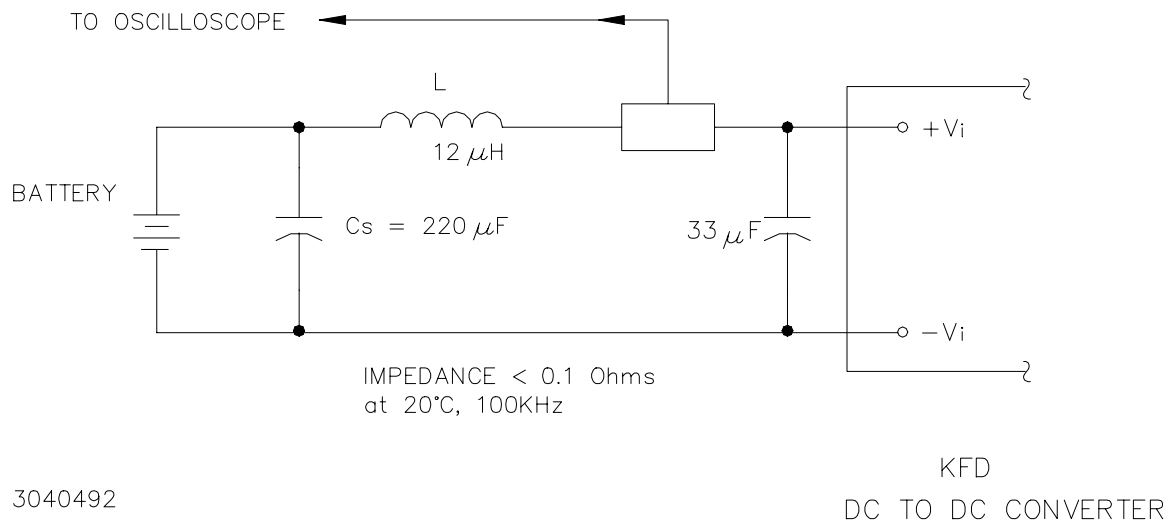 TO OSCILLOSCOPE
L
12 μH
+Vi
BATTERY
Cs = 220 μF
33 μF
−Vi
IMPEDANCE < 0.1 Ohms
at 20°C, 100KHz
KFD
3040492
DC TO DC CONVERTER